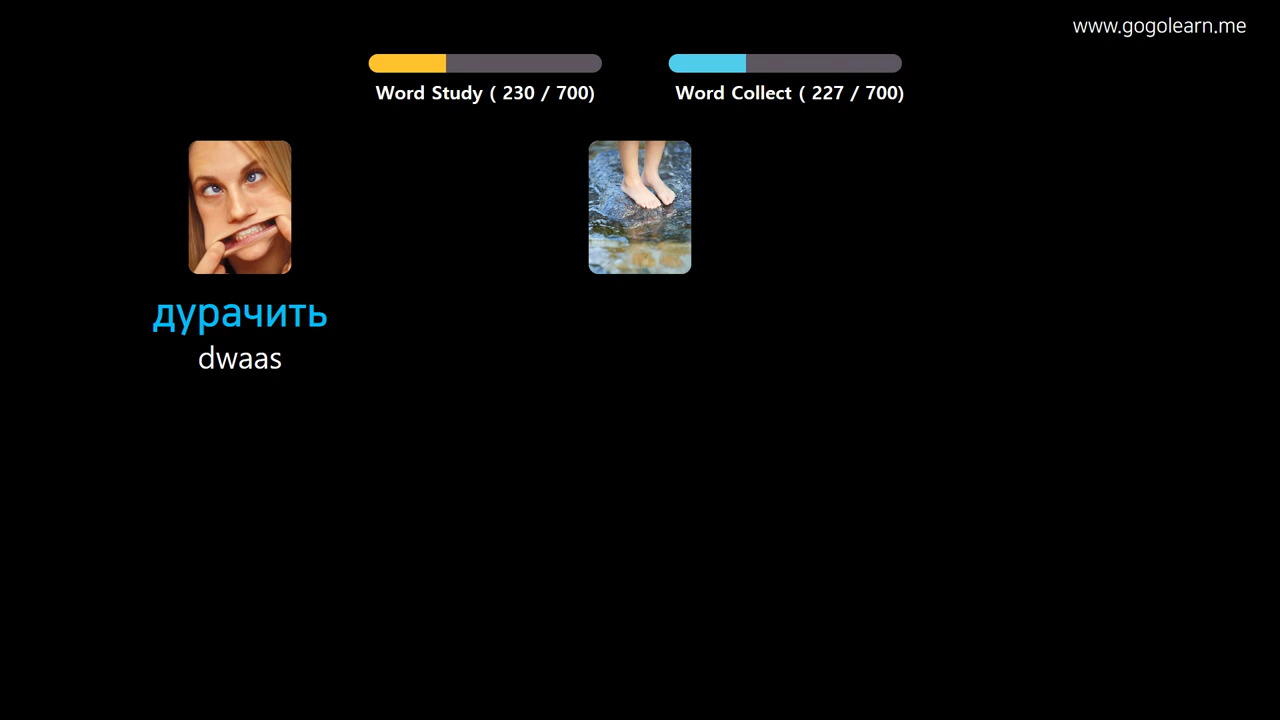 www.gogolearn.me
Word Study ( 230 / 700)
Word Collect ( 227 / 700)
дурачить
dwaas